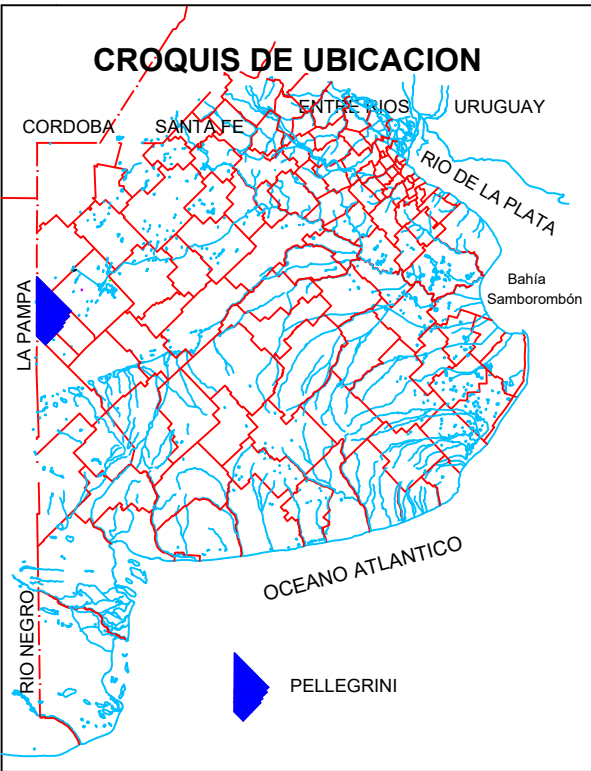 CROQUIS DE UBICACION
ENTRE RIOS
URUGUAY
CORDOBA
SANTA FE
RIO DE LA PLATA
Bahía
Samborombón
LA PAMPA
OCEANO ATLANTICO
RIO NEGRO
PELLEGRINI